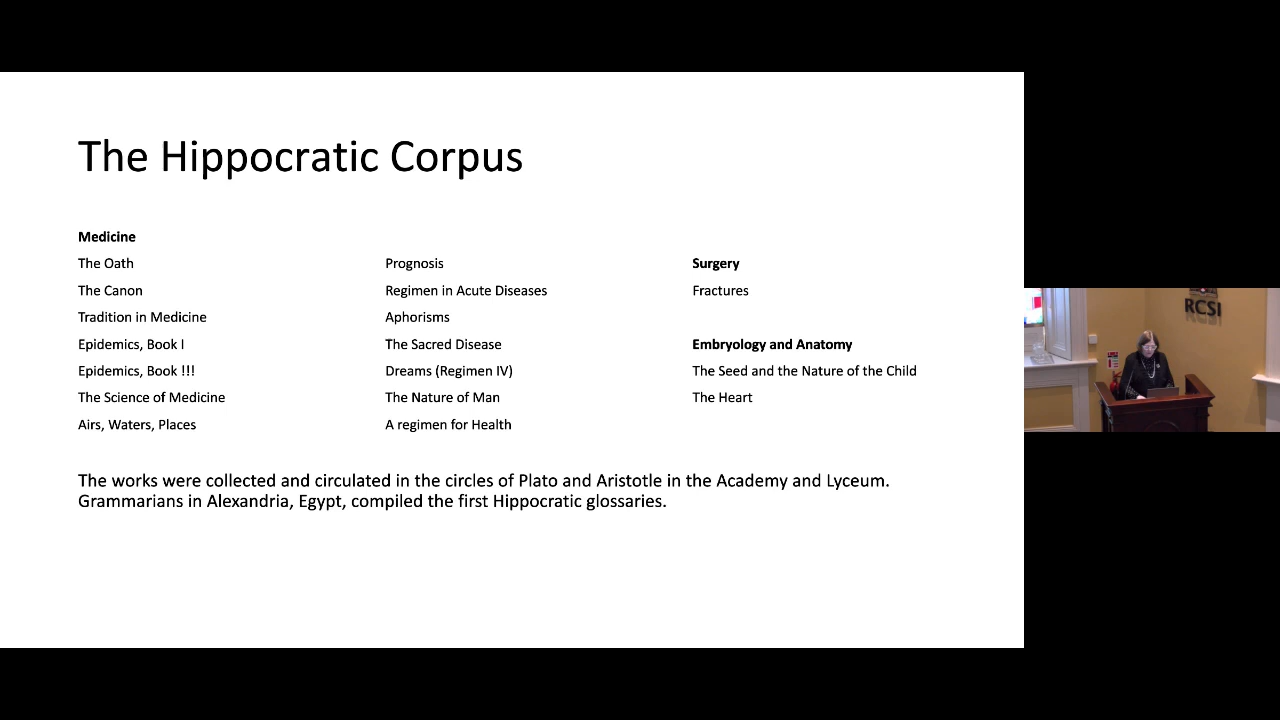 The Hippocratic Corpus
Medicine
The Oath
The Canon
Tradition in Medicine
Epidemics, Book I
Epidemics, Book !!!
The Science of Medicine
Airs, Waters, Places
Prognosis
Regimen in Acute Diseases
Aphorisms
The Sacred Disease
Dreams (Regimen IV)
The Nature of Man
A regimen for Health
Surgery
Fractures
Embryology and Anatomy
The Seed and the Nature of the Child
The Heart
The works were collected and circulated in the circles of Plato and Aristotle in the Academy and Lyceum.
Grammarians in Alexandria, Egypt, compiled the first Hippocratic glossaries.
RCSI